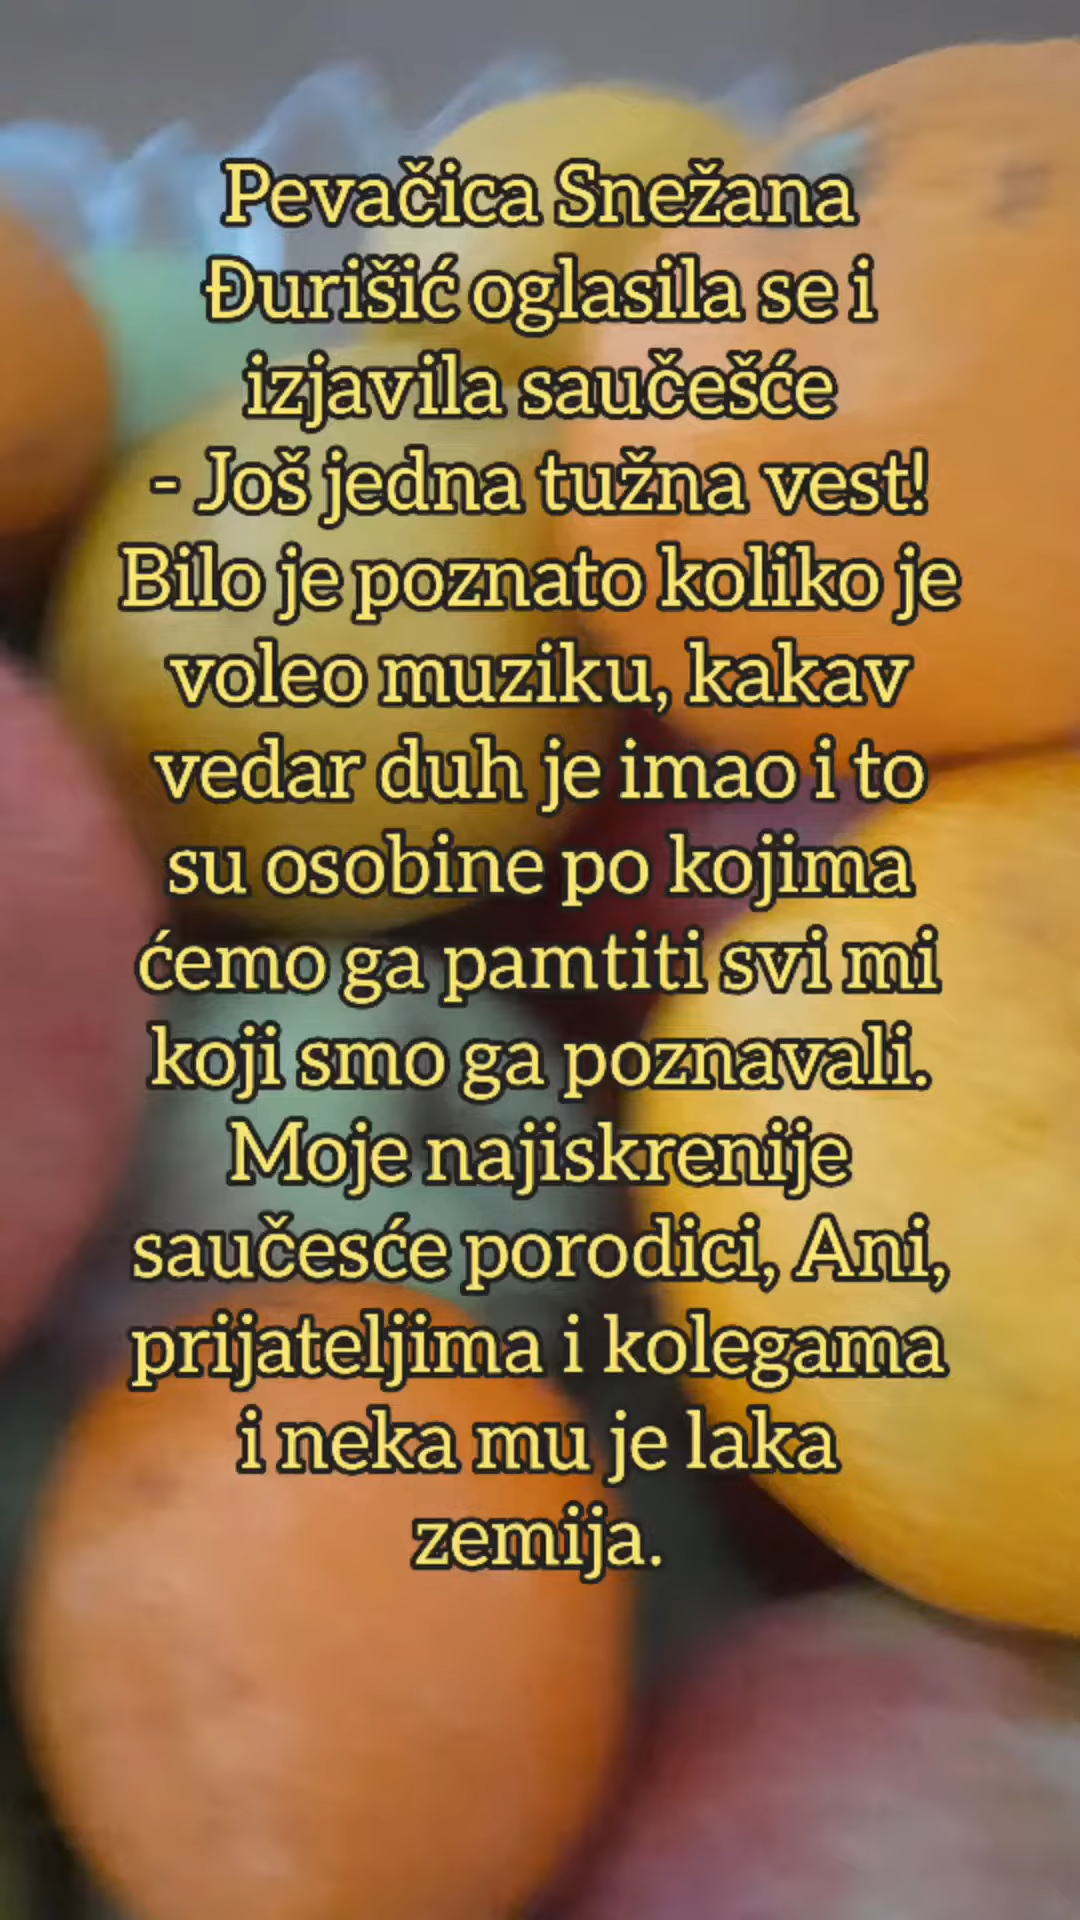 Pevačica Snežana
Đurišić oglasila se i
izjavila saučešće
- Još jedna tužna vest!
Bilo je poznato koliko je
voleo muziku, kakav
vedar duh je imao i to
su osobine po kojima
ćemo ga pamtiti svi mi
koji smo ga poznavali.
Moje najiskrenije
saučesće porodici, Ani,
prijateljima i kolegama
i neka mu je laka
zemija.